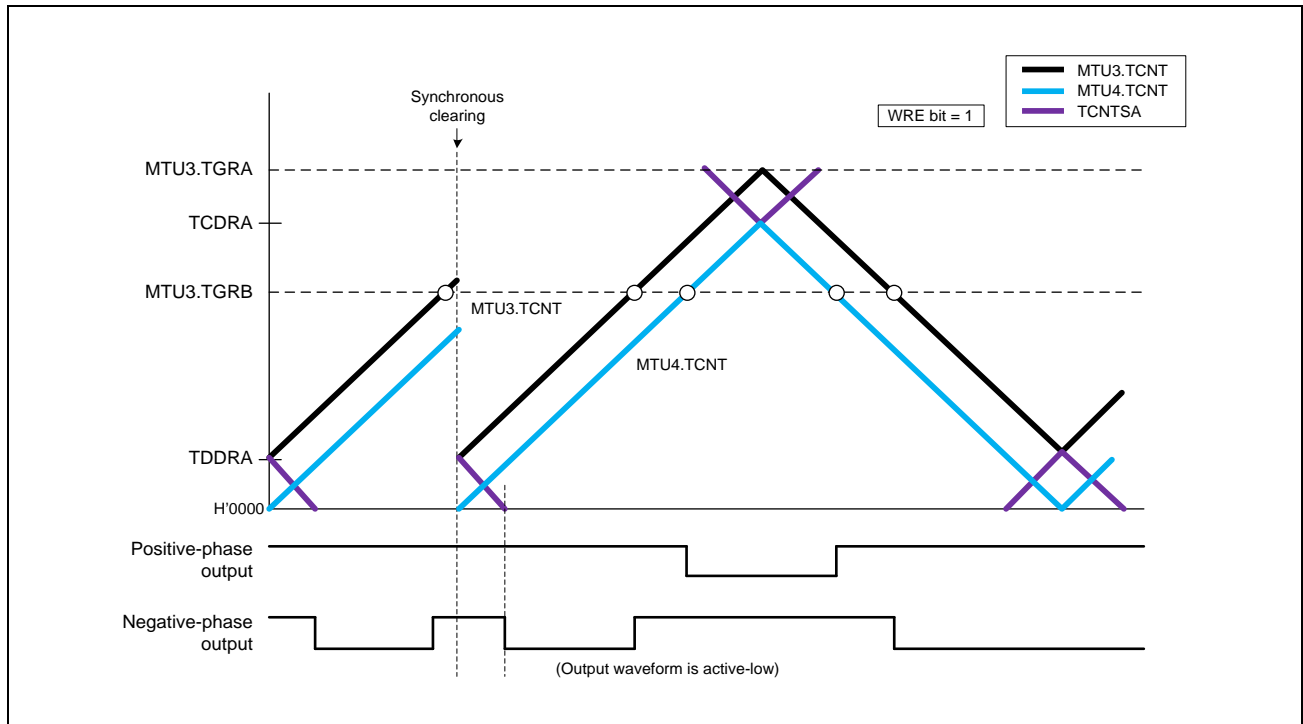 MTU3.TCNT
MTU4.TCNT
TCNTSA
Synchronous
clearing
WRE bit = 1
MTU3.TGRA
TCDRA
MTU3.TGRB
MTU3.TCNT
MTU4.TCNT
TDDRA
H'0000
Positive-phase
output
Negative-phase
output
(Output waveform is active-low)